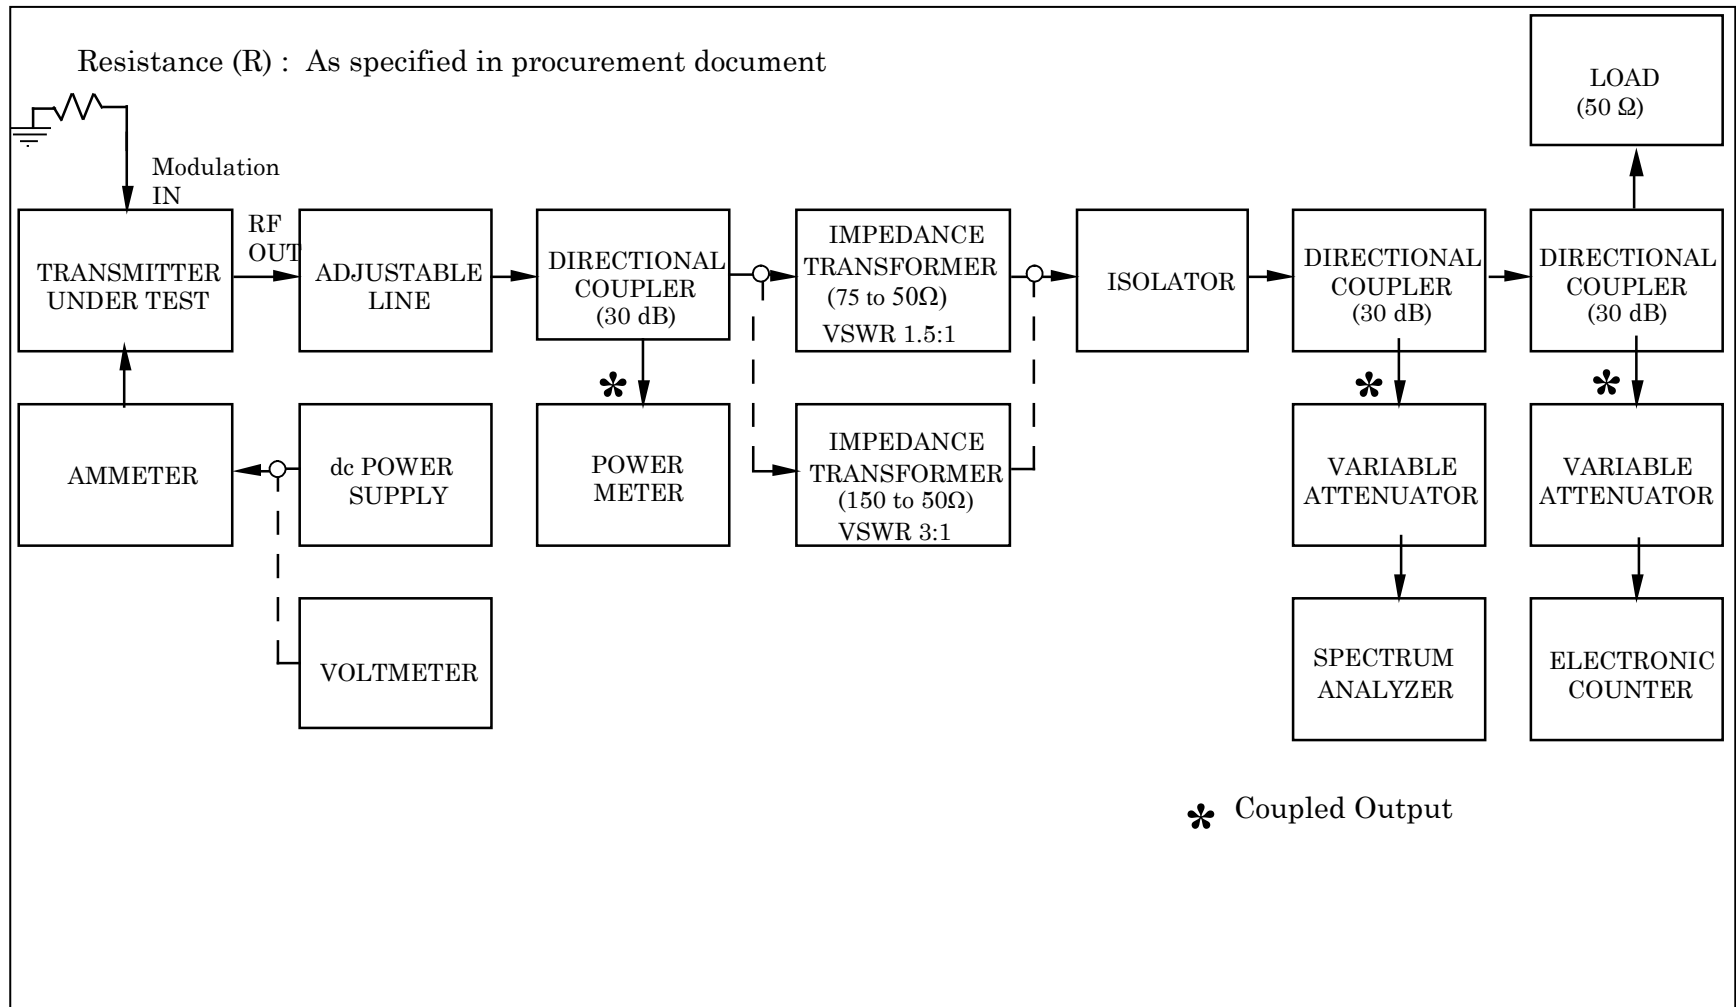 Resistance (R) : As specified in procurement document
LOAD
(50 Ω)
Modulation
IN
RF
OUT
TRANSMITTER
UNDER TEST
ADJUSTABLE
LINE
DIRECTIONAL
COUPLER
(30 dB)
IMPEDANCE
TRANSFORMER
(75 to 50Ω)
VSWR 1.5:1
ISOLATOR
DIRECTIONAL
COUPLER
(30 dB)
DIRECTIONAL
COUPLER
(30 dB)
*
*
*
AMMETER
dc POWER
SUPPLY
POWER
METER
IMPEDANCE
TRANSFORMER
(150 to 50Ω)
VSWR 3:1
VARIABLE
ATTENUATOR
VARIABLE
ATTENUATOR
VOLTMETER
SPECTRUM
ANALYZER
ELECTRONIC
COUNTER
* Coupled Output